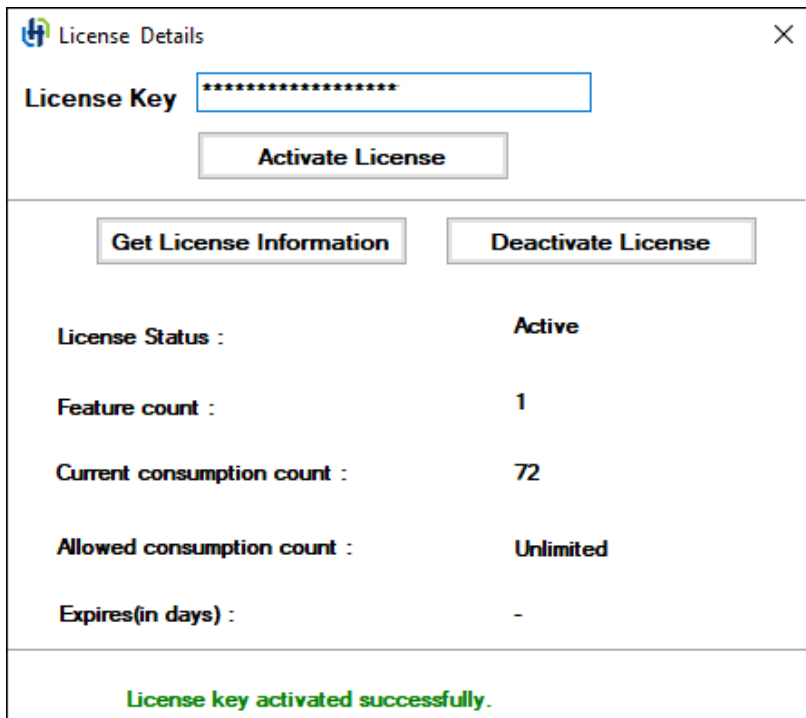 License Details
License Key ******************
Activate License
Get License Information Deactivate License
License Status : Active
Feature count : 1
Current consumption count : 72
Allowed consumption count : Unlimited
Expires(in days) : -
License key activated successfully.